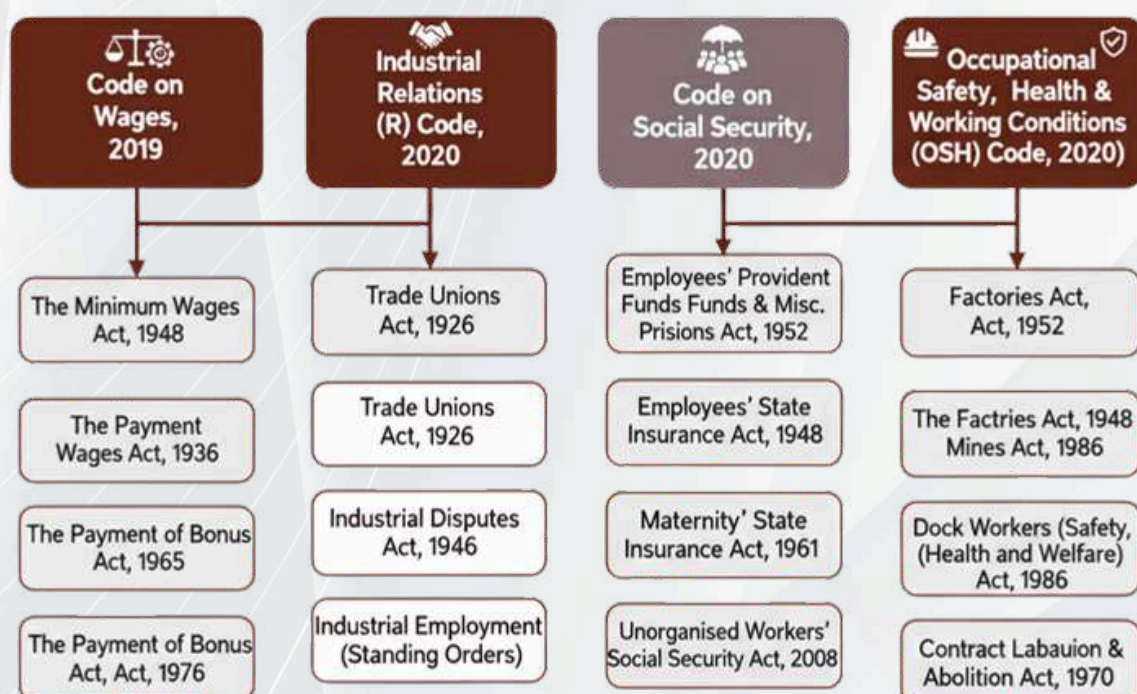 Code on
Wages,
2019
Industrial
Relations
(R) Code,
2020
Code on
Social Security,
2020
Occupational
Safety, Health &
Working Conditions
(OSH) Code, 2020)
The Minimum Wages
Act, 1948
Trade Unions
Act, 1926
Employees' Provident
Funds Funds & Misc.
Prisions Act, 1952
Factories Act,
Act, 1952
The Payment
Wages Act, 1936
Trade Unions
Act, 1926
Employees' State
Insurance Act, 1948
The Factries Act, 1948
Mines Act, 1986
The Payment of Bonus
Act, 1965
Industrial Disputes
Act, 1946
Maternity' State
Insurance Act, 1961
Dock Workers (Safety,
(Health and Welfare)
Act, 1986
The Payment of Bonus
Act, Act, 1976
Industrial Employment
(Standing Orders)
Unorganised Workers'
Social Security Act, 2008
Contract Labauion &
Abolition Act, 1970